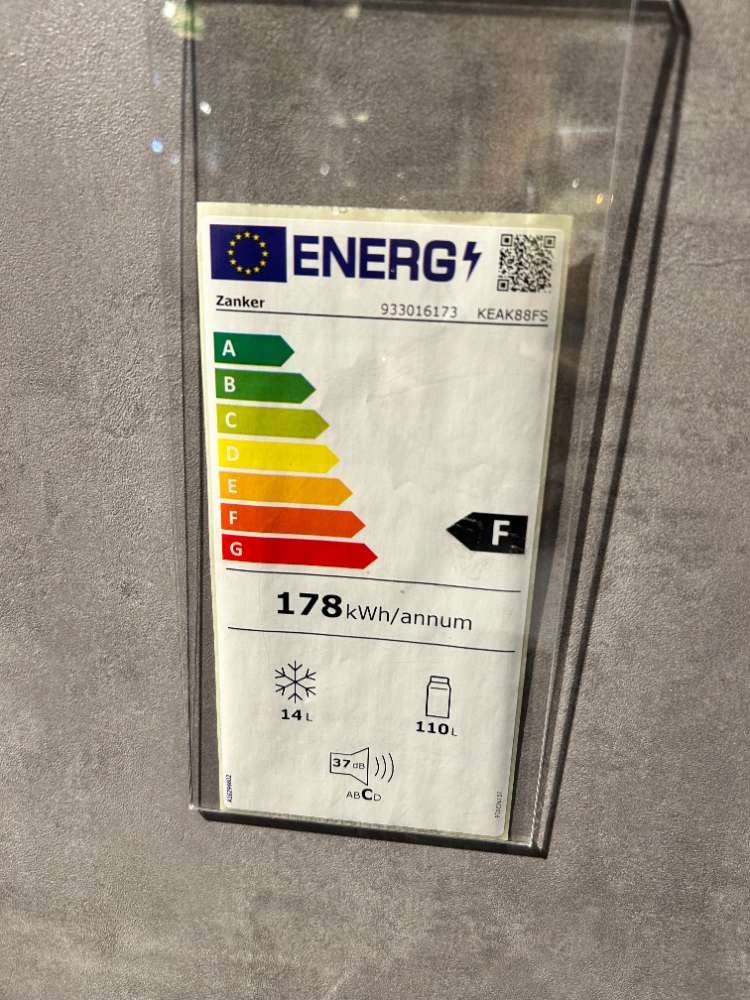 ENERG
Zanker 933016173 KEAK88FS
A
B
C
D
E
F
G
F
178 kWh/annum
14 L
110 L
37 dB
ABCD